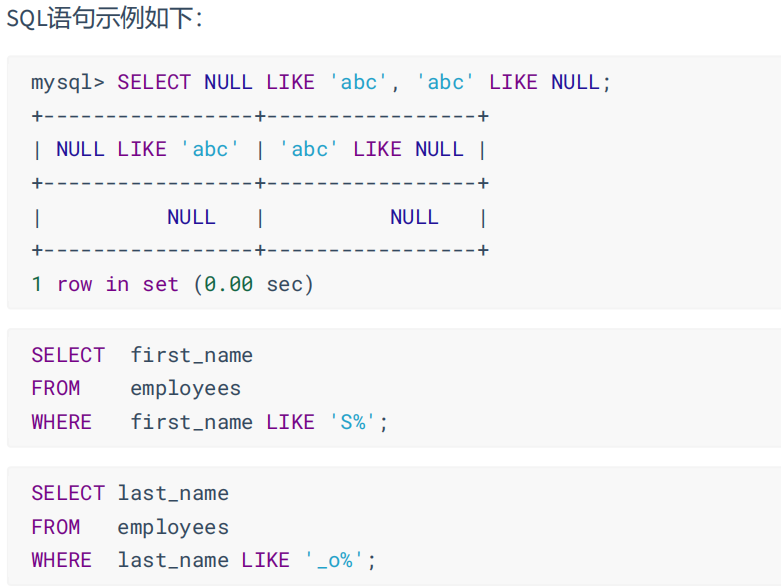 SQL语句示例如下：
mysql> SELECT NULL LIKE 'abc', 'abc' LIKE NULL;
+-----------------+-----------------+
| NULL LIKE 'abc' | 'abc' LIKE NULL |
+-----------------+-----------------+
|          NULL   |          NULL   |
+-----------------+-----------------+
1 row in set (0.00 sec)
SELECT  first_name
FROM    employees
WHERE   first_name LIKE 'S%';
SELECT last_name
FROM   employees
WHERE  last_name LIKE '_o%';